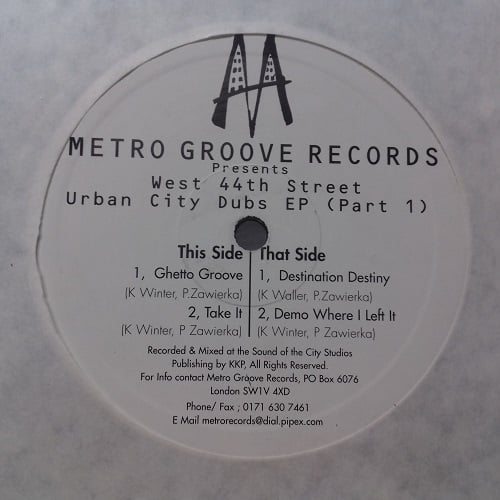 METRO GROOVE RECORDS
Presents
West 44th Street
Urban City Dubs EP (Part 1)
This Side
1, Ghetto Groove
(K Winter, P.Zawierka)
2, Take It
(K Winter, P Zawierka)
That Side
1, Destination Destiny
(K Waller, P.Zawierka)
2, Demo Where I Left It
(K Winter, P Zawierka)
Recorded & Mixed at the Sound of the City Studios
Publishing by KKP, All Rights Reserved.
For Info contact Metro Groove Records, PO Box 6076
London SW1V 4XD
Phone/ Fax ; 0171 630 7461
E Mail metrorecords@dial.pipex.com